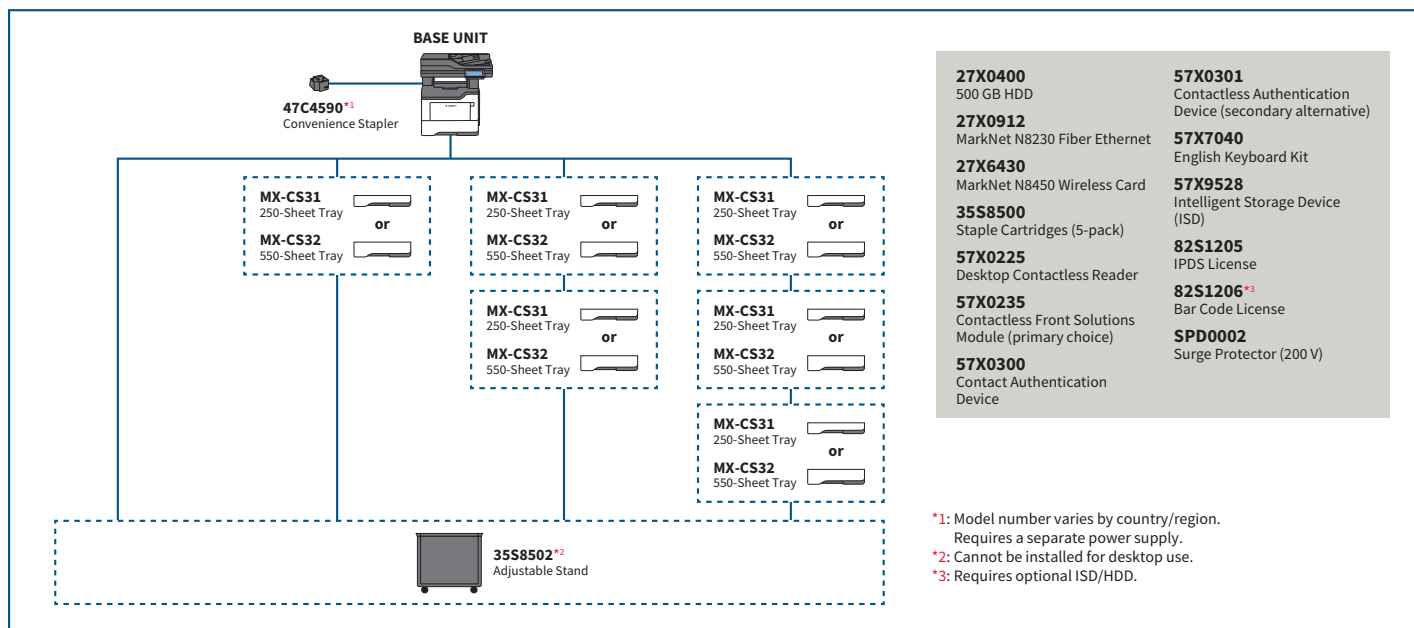 BASE UNIT
47C4590*1
Convenience Stapler
MX-CS31
250-Sheet Tray
or
MX-CS32
550-Sheet Tray
MX-CS31
250-Sheet Tray
or
MX-CS32
550-Sheet Tray
MX-CS31
250-Sheet Tray
or
MX-CS32
550-Sheet Tray
MX-CS31
250-Sheet Tray
or
MX-CS32
550-Sheet Tray
MX-CS31
250-Sheet Tray
or
MX-CS32
550-Sheet Tray
MX-CS31
250-Sheet Tray
or
MX-CS32
550-Sheet Tray
35S8502*2
Adjustable Stand
27X0400
500 GB HDD
27X0912
MarkNet N8230 Fiber Ethernet
27X6430
MarkNet N8450 Wireless Card
35S8500
Staple Cartridges (5-pack)
57X0225
Desktop Contactless Reader
57X0235
Contactless Front Solutions
Module (primary choice)
57X0300
Contact Authentication
Device
57X0301
Contactless Authentication
Device (secondary alternative)
57X7040
English Keyboard Kit
57X9528
Intelligent Storage Device
(ISD)
82S1205
IPDS License
82S1206*3
Bar Code License
SPD0002
Surge Protector (200 V)
*1: Model number varies by country/region.
Requires a separate power supply.
*2: Cannot be installed for desktop use.
*3: Requires optional ISD/HDD.